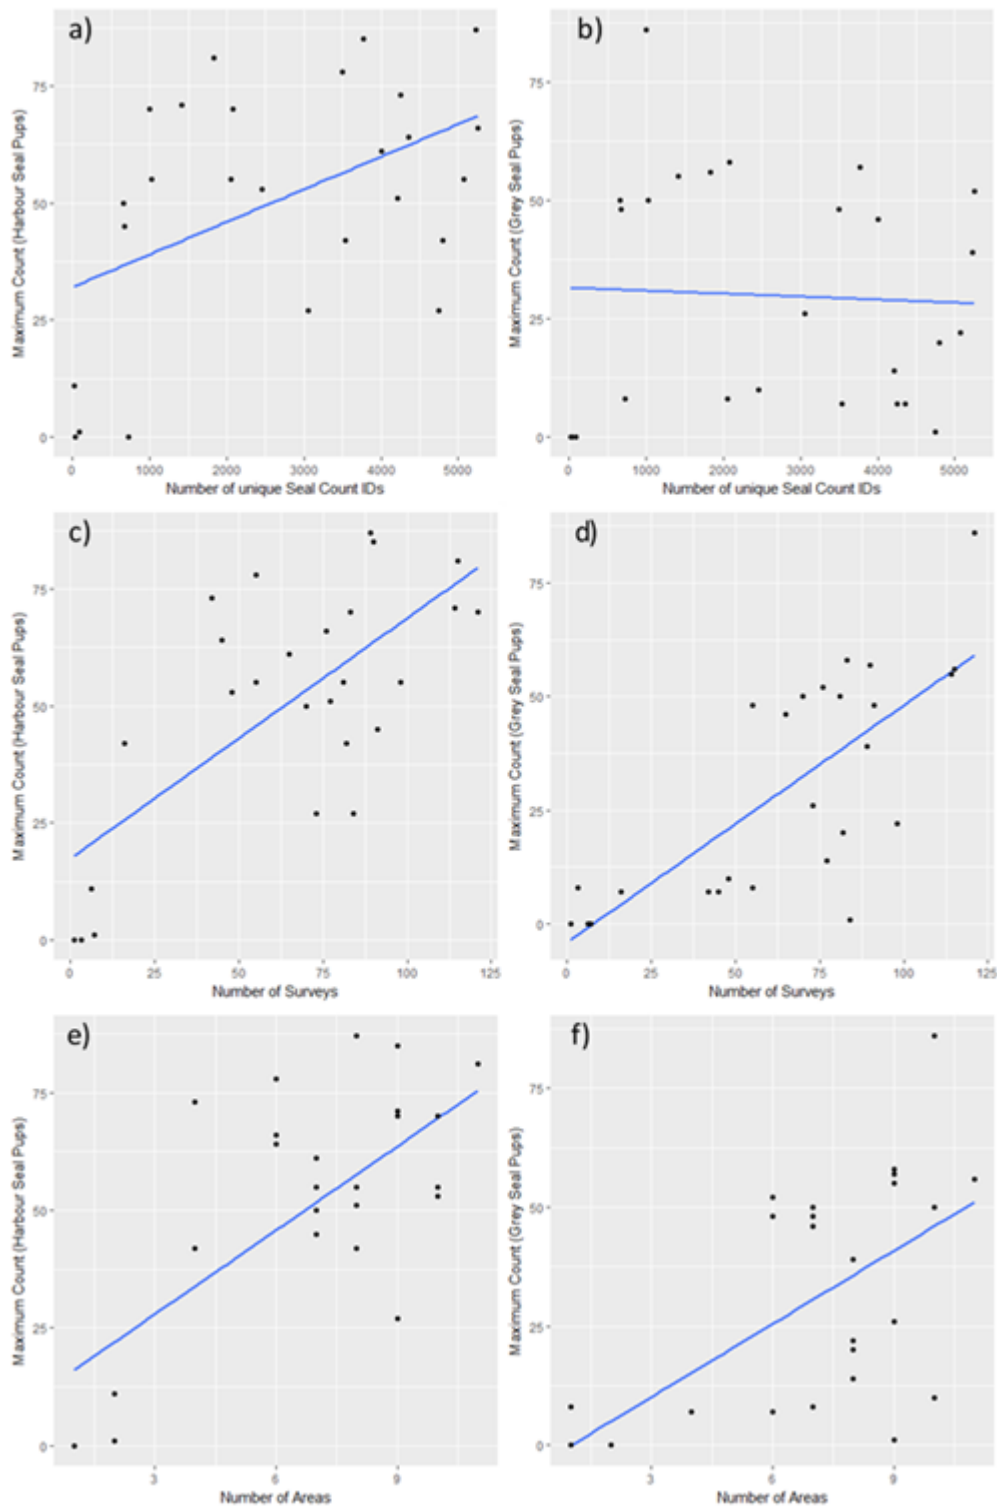 a)
Maximum Count (Harbour Seal Pups)
75
50
25
0
0 1000 2000 3000 4000 5000
Number of unique Seal Count IDs
b)
Maximum Count (Grey Seal Pups)
75
50
25
0
0 1000 2000 3000 4000 5000
Number of unique Seal Count IDs
c)
Maximum Count (Harbour Seal Pups)
75
50
25
0
0 25 50 75 100 125
Number of Surveys
d)
Maximum Count (Grey Seal Pups)
75
50
25
0
0 25 50 75 100 125
Number of Surveys
e)
Maximum Count (Harbour Seal Pups)
75
50
25
0
3 6 9
Number of Areas
f)
Maximum Count (Grey Seal Pups)
75
50
25
0
3 6 9
Number of Areas